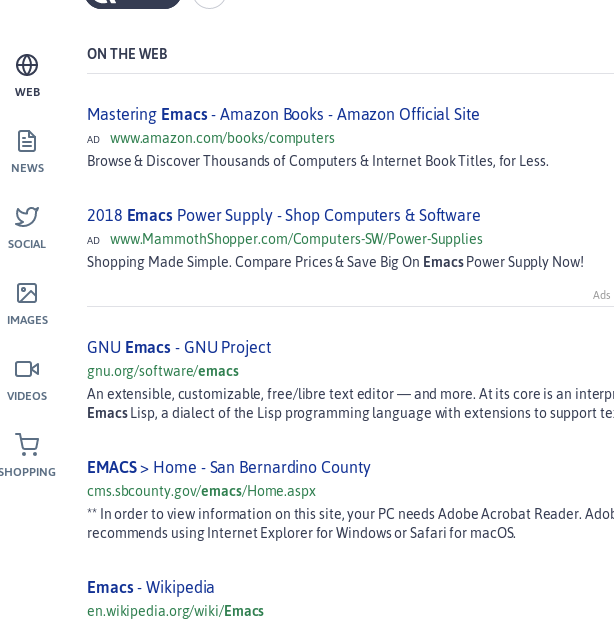 ON THE WEB
WEB
NEWS
SOCIAL
IMAGES
VIDEOS
SHOPPING
Mastering Emacs - Amazon Books - Amazon Official Site
AD www.amazon.com/books/computers
Browse & Discover Thousands of Computers & Internet Book Titles, for Less.
2018 Emacs Power Supply - Shop Computers & Software
AD www.MammothShopper.com/Computers-SW/Power-Supplies
Shopping Made Simple. Compare Prices & Save Big On Emacs Power Supply Now!
Ads
GNU Emacs - GNU Project
gnu.org/software/emacs
An extensible, customizable, free/libre text editor — and more. At its core is an
Emacs Lisp, a dialect of the Lisp programming language with extensions to support
EMACS > Home - San Bernardino County
cms.sbcounty.gov/emacs/Home.aspx
** In order to view information on this site, your PC needs Adobe Acrobat Reader.
recommends using Internet Explorer for Windows or Safari for macOS.
Emacs - Wikipedia
en.wikipedia.org/wiki/Emacs